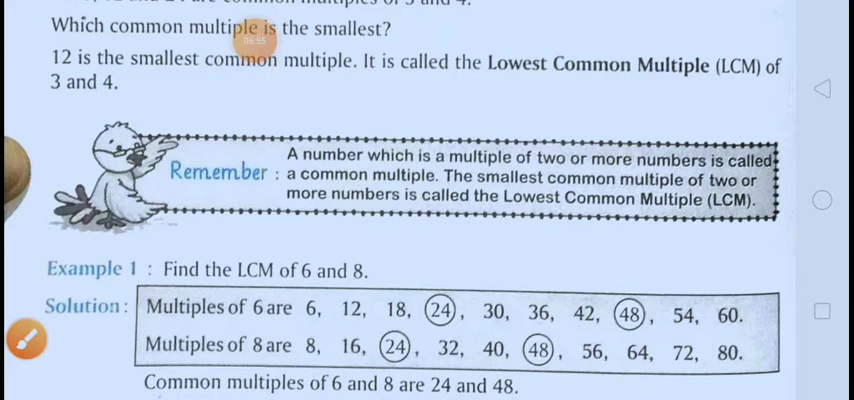 Which common multiple is the smallest?
06:55
12 is the smallest common multiple. It is called the Lowest Common Multiple (LCM) of
3 and 4.
Remember : A number which is a multiple of two or more numbers is called
a common multiple. The smallest common multiple of two or
more numbers is called the Lowest Common Multiple (LCM).
Example 1 : Find the LCM of 6 and 8.
Solution : Multiples of 6 are 6, 12, 18, 24, 30, 36, 42, 48, 54, 60.
Multiples of 8 are 8, 16, 24, 32, 40, 48, 56, 64, 72, 80.
Common multiples of 6 and 8 are 24 and 48.